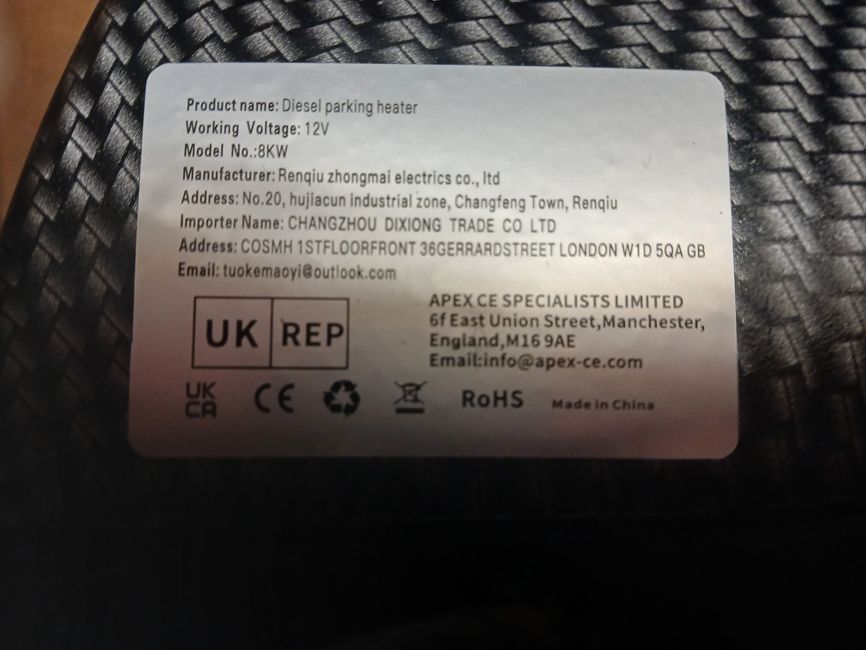 Product name: Diesel parking heater
Working Voltage: 12V
Model No.:8KW
Manufacturer: Renqiu zhongmai electrics co., ltd
Address: No.20, hujiacun industrial zone, Changfeng Town, Renqiu
Importer Name: CHANGZHOU DIXIONG TRADE CO LTD
Address: COSMH 1STFLOORFRONT 36GERRARDSTREET LONDON W1D 5QA GB
Email: tuokemaoyi@outlook.com
UK REP
APEX CE SPECIALISTS LIMITED
6f East Union Street,Manchester,
England,M16 9AE
Email:info@apex-ce.com
UK
CA
CE
RoHS
Made in China